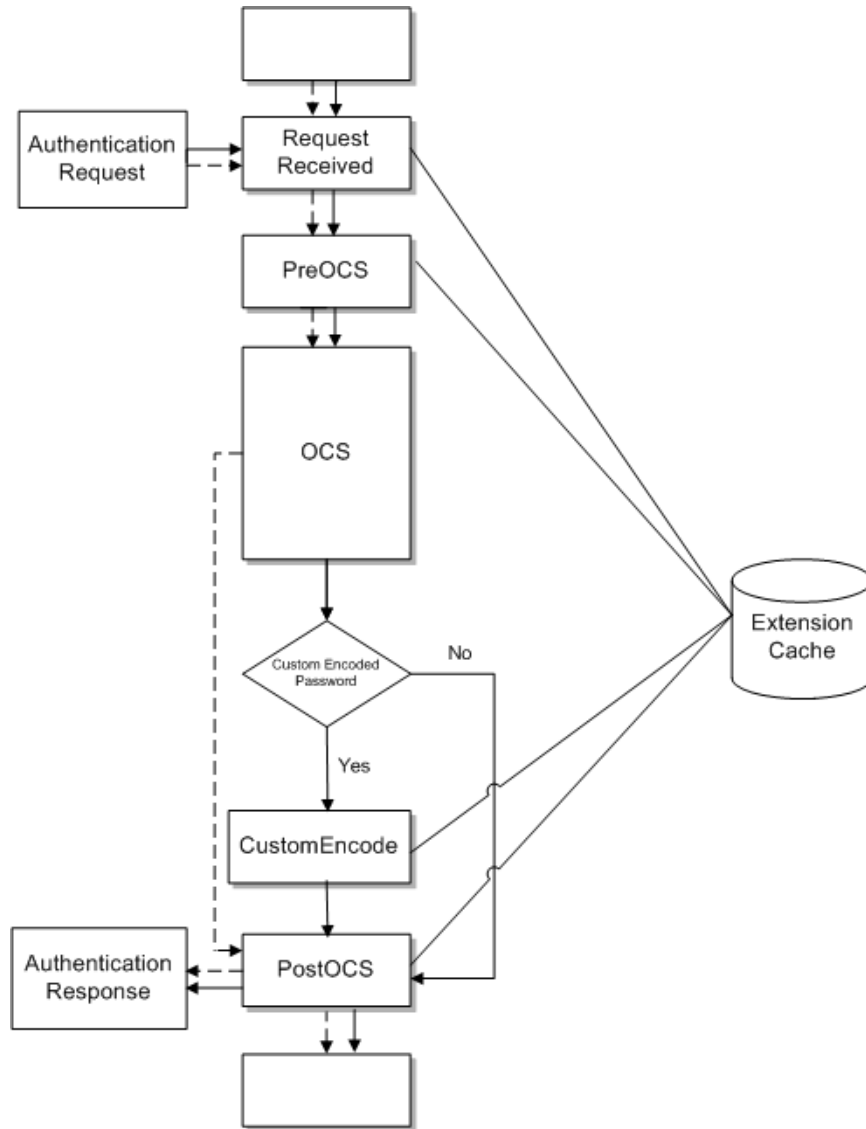 Authentication
Request
Request
Received
PreOCS
OCS
Extension
Cache
Custom Encoded
Password
No
Yes
CustomEncode
PostOCS
Authentication
Response